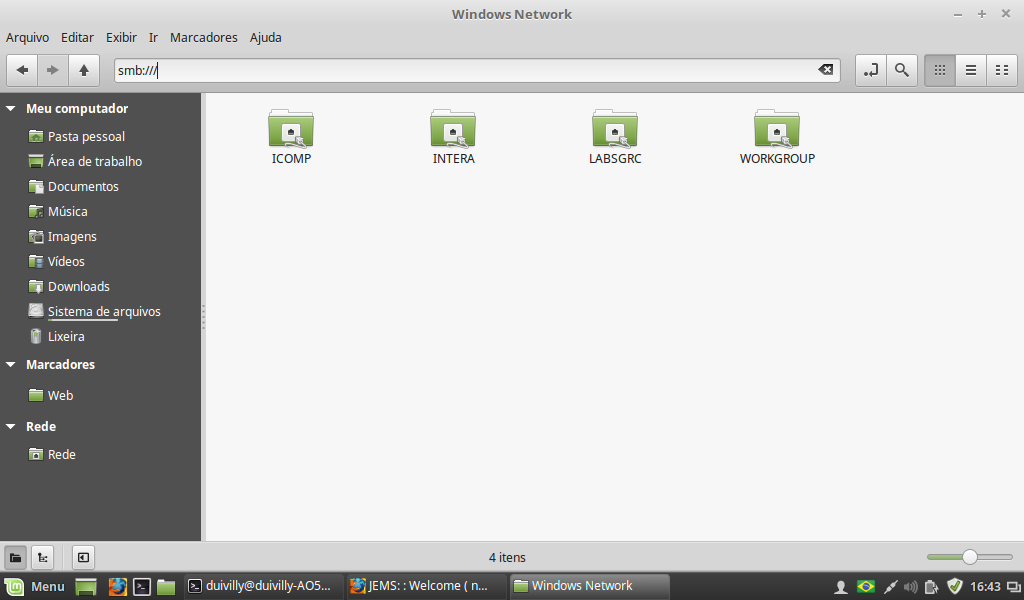 Windows Network
Arquivo Editar Exibir Ir Marcadores Ajuda
smb:///
Meu computador
Pasta pessoal
Área de trabalho
Documentos
Música
Imagens
Vídeos
Downloads
Sistema de arquivos
Lixeira
Marcadores
Web
Rede
Rede
ICOMP INTERA LABSGRC WORKGROUP
4 itens
Menu duivilly@duivilly-AO5... JEMS: : Welcome ( n... Windows Network 16:43